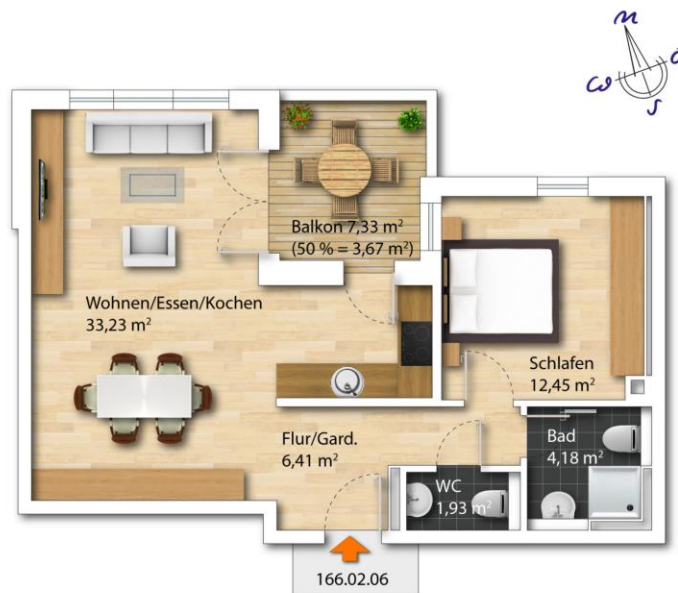 N
O
W
S
Balkon 7,33 m²
(50 % = 3,67 m²)
Wohnen/Essen/Kochen
33,23 m²
Schlafen
12,45 m²
Flur/Gard.
6,41 m²
Bad
4,18 m²
WC
1,93 m²
166.02.06